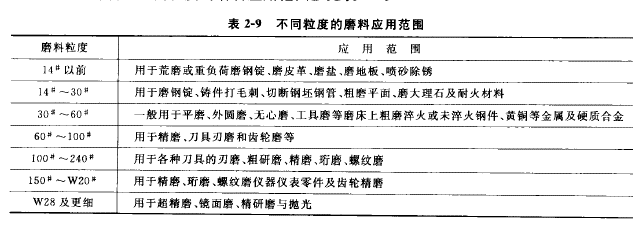 表 2-9 不同粒度的磨料应用范围
磨料粒度 应用范围
14#以前 用于荒磨或重负荷磨钢锭、磨皮革、磨盐、磨地板、喷砂除锈
14#～30# 用于磨钢锭、铸件打毛刺、切断钢坯钢管、粗磨平面、磨大理石及耐火材料
30#～60# 一般用于平磨、外圆磨、无心磨、工具磨等磨床上粗磨淬火或未淬火钢件、黄铜等金属及硬质合金
60#～100# 用于精磨、刀具刃磨和齿轮磨等
100#～240# 用于各种刀具的刃磨、粗研磨、精磨、珩磨、螺纹磨
150#～W20# 用于精磨、珩磨、螺纹磨仪器仪表零件及齿轮精磨
W28及更细 用于超精磨、镜面磨、精研磨与抛光